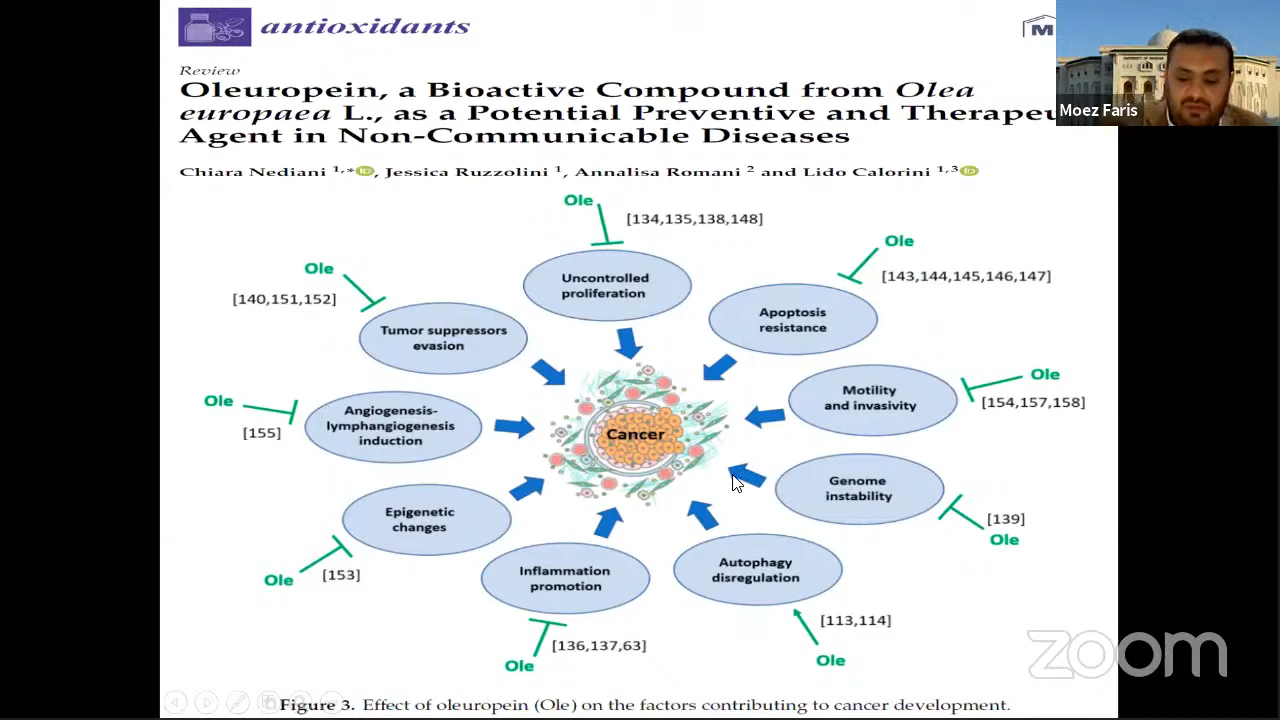 antioxidants
M
Review
Oleuropein, a Bioactive Compound from Olea
europaea L., as a Potential Preventive and Therapeu
Agent in Non-Communicable Diseases
Chiara Nediani 1,* , Jessica Ruzzolini 1, Annalisa Romani 2 and Lido Calorini 1,3
Moez Faris
Ole
[134,135,138,148]
Ole
[143,144,145,146,147]
Ole
[140,151,152]
Uncontrolled
proliferation
Apoptosis
resistance
Tumor suppressors
evasion
Ole
[154,157,158]
Motility
and invasivity
Ole
[155]
Angiogenesis-
lymphangiogenesis
induction
Cancer
Genome
instability
[139]
Ole
Epigenetic
changes
Ole
[153]
Inflammation
promotion
Autophagy
disregulation
[113,114]
Ole
[136,137,63]
Ole
zoom
Figure 3. Effect of oleuropein (Ole) on the factors contributing to cancer development.